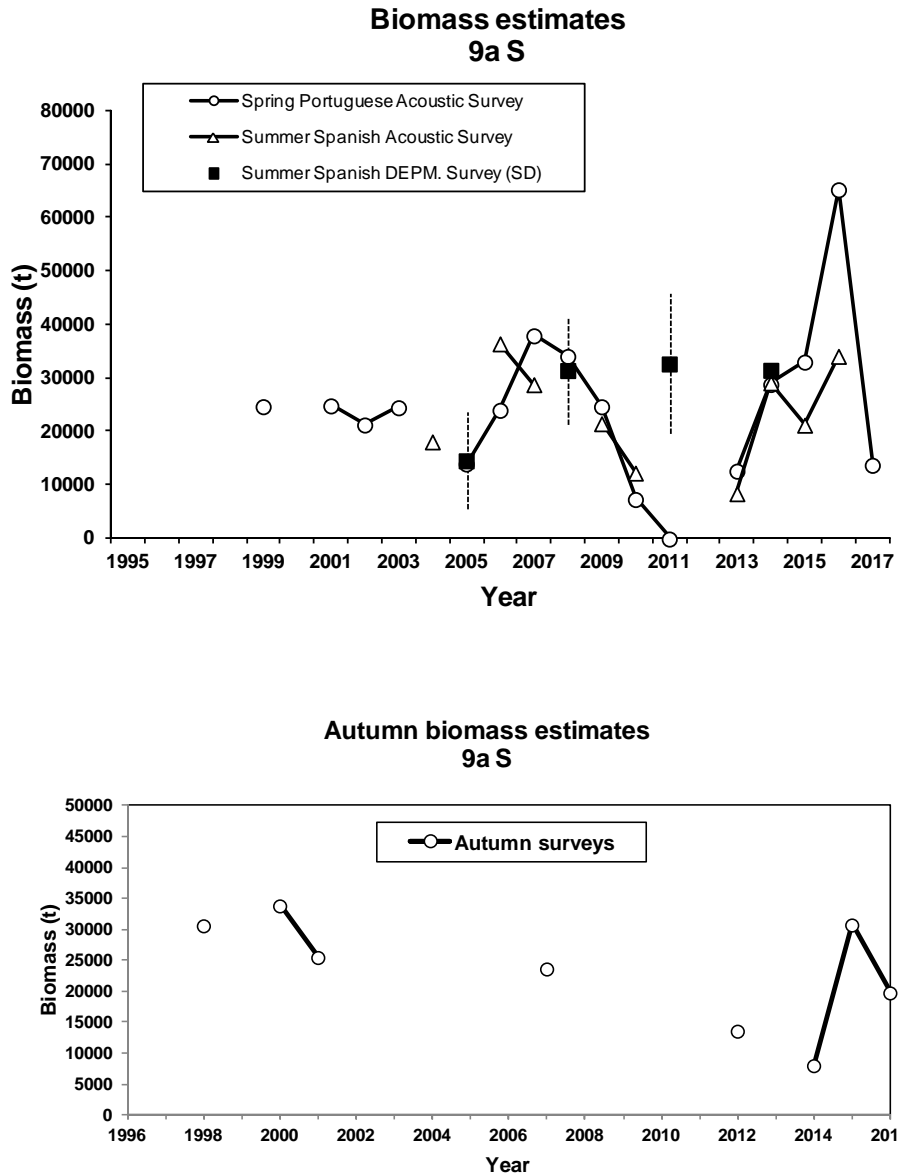 Biomass estimates
9a S
Spring Portuguese Acoustic Survey
Summer Spanish Acoustic Survey
Summer Spanish DEPM. Survey (SD)
80000
70000
60000
50000
40000
30000
20000
10000
0
Biomass (t)
1995 1997 1999 2001 2003 2005 2007 2009 2011 2013 2015 2017
Year
Autumn biomass estimates
9a S
Autumn surveys
50000
45000
40000
35000
30000
25000
20000
15000
10000
5000
0
Biomass (t)
1996 1998 2000 2002 2004 2006 2008 2010 2012 2014 201
Year